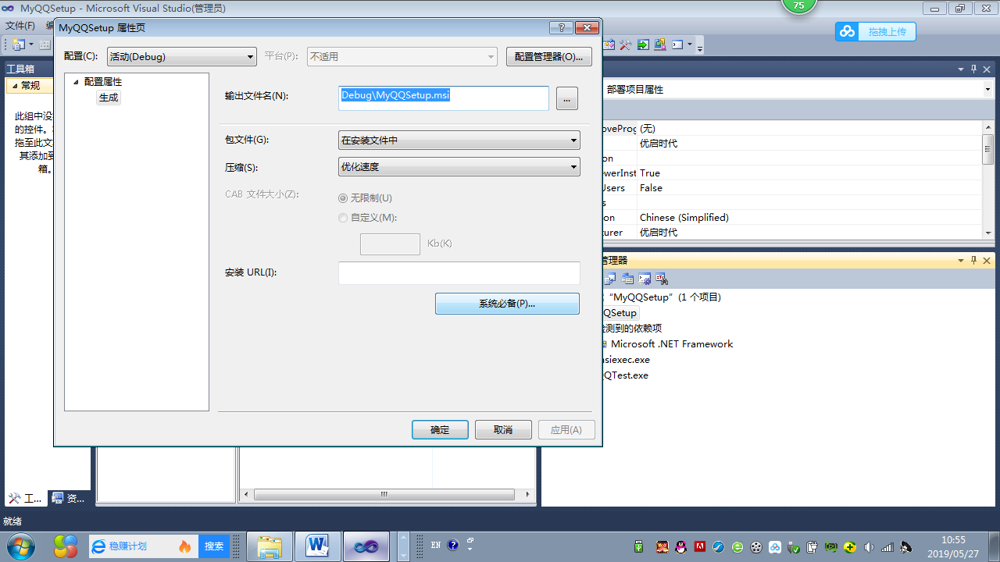 MyQQSetup - Microsoft Visual Studio(管理员)
75
文件(F)
拖拽上传
MyQQSetup 属性页
配置(C):
活动(Debug)
平台(P):
不适用
配置管理器(O)...
配置属性
生成
输出文件名(N):
Debug\MyQQSetup.msi
...
包文件(G):
在安装文件中
压缩(S):
优化速度
CAB 文件大小(Z):
无限制(U)
自定义(M):
Kb(K)
安装 URL(I):
系统必备(P)...
确定
取消
应用(A)
工具箱
常规
此组中没
的控件。
拖至此文
其添加到
箱。
工...
资...
部署项目属性
oveProg
(无)
优启时代
on
ewerInst
True
Users
False
s
on
Chinese (Simplified)
turer
优启时代
管理器
"MyQQSetup" (1 个项目)
QSetup
检测到的依赖项
Microsoft .NET Framework
siexec.exe
QTest.exe
就绪
稳赚计划
搜索
EN
10:55
2019/05/27